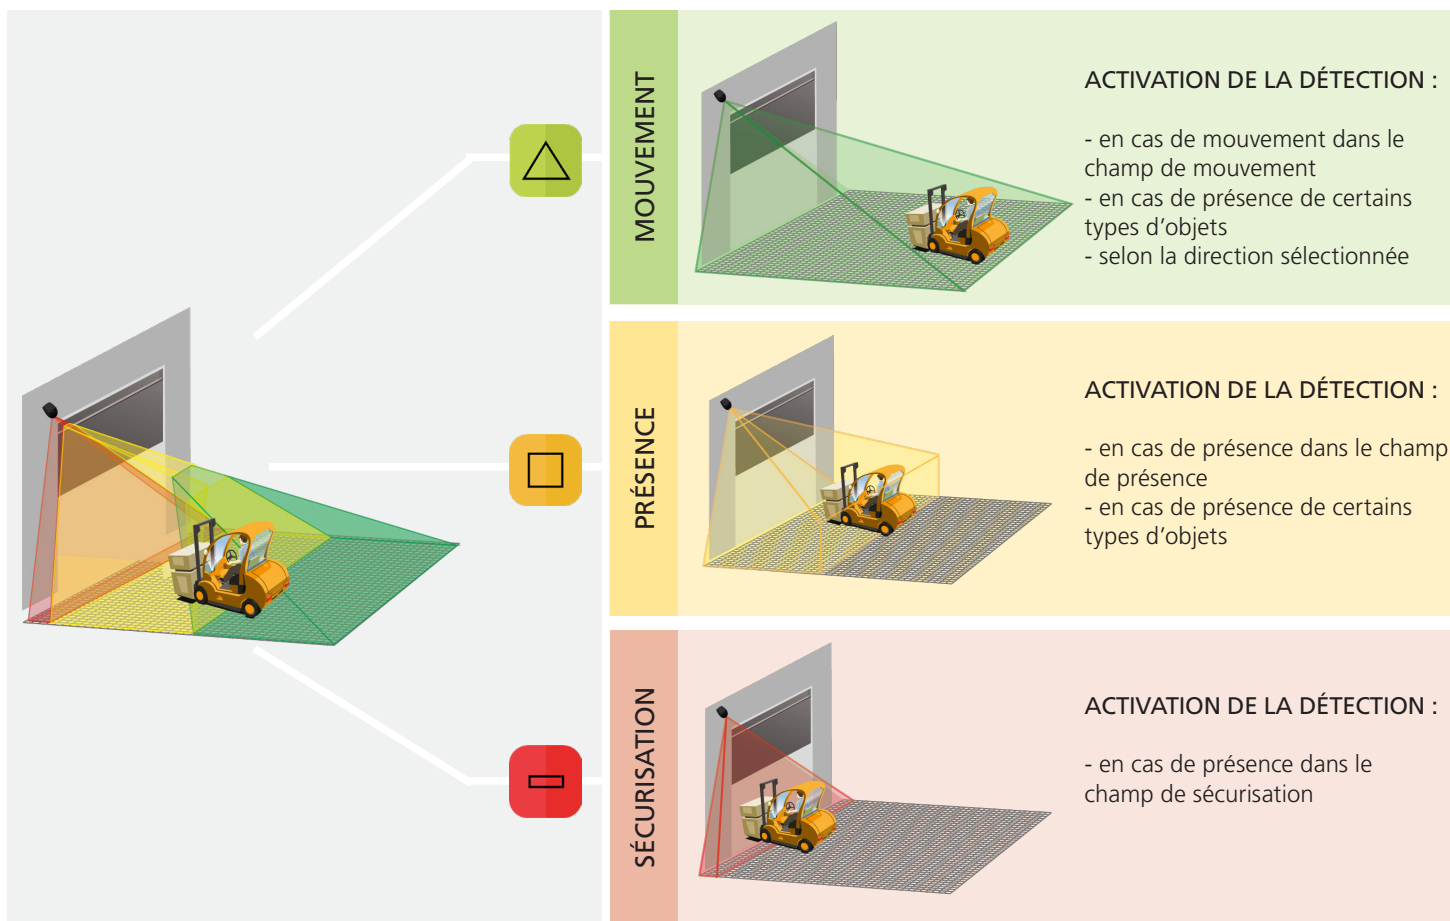 MOUVEMENT
ACTIVATION DE LA DÉTECTION :
- en cas de mouvement dans le
champ de mouvement
- en cas de présence de certains
types d’objets
- selon la direction sélectionnée
PRÉSENCE
ACTIVATION DE LA DÉTECTION :
- en cas de présence dans le champ
de présence
- en cas de présence de certains
types d’objets
SÉCURISATION
ACTIVATION DE LA DÉTECTION :
- en cas de présence dans le
champ de sécurisation